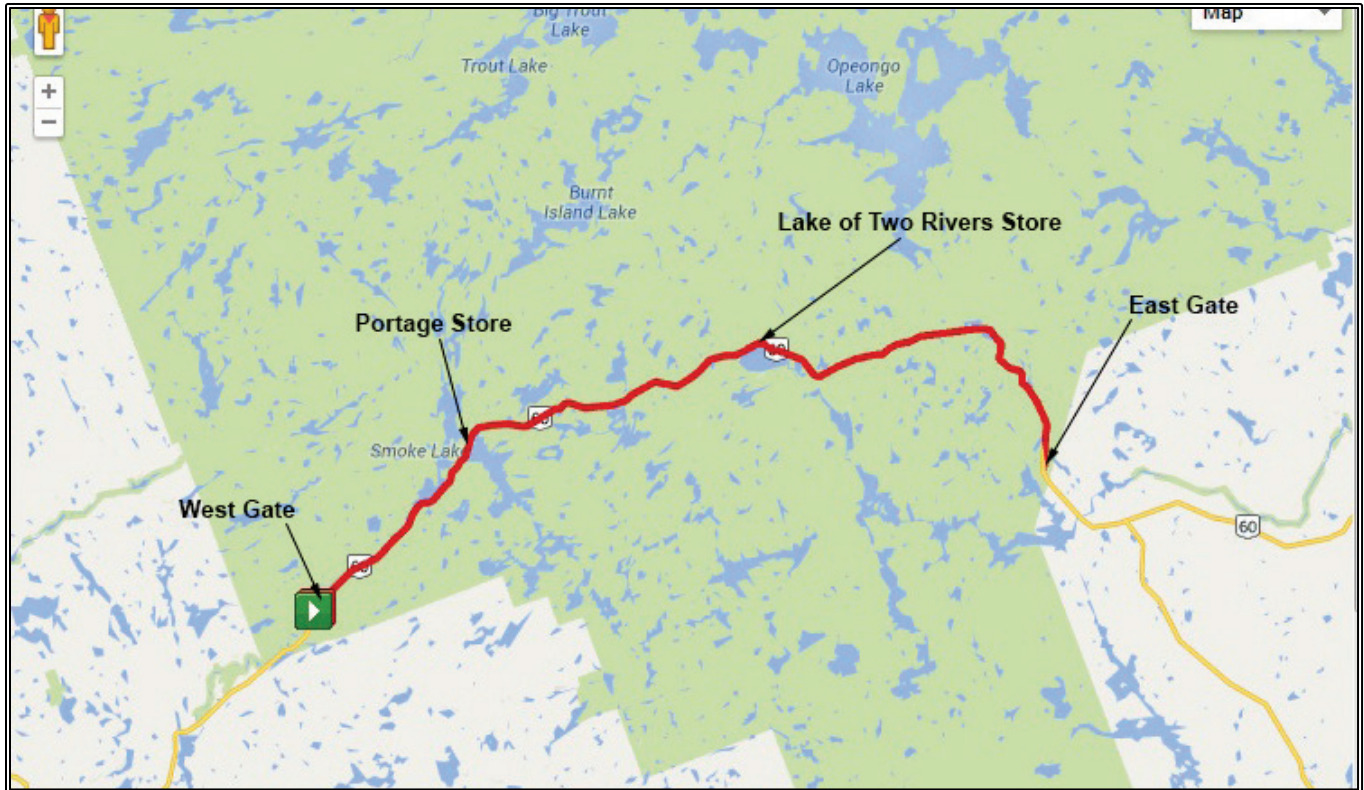 Big Trout
Lake
Map
+
−
Trout Lake
Opeongo
Lake
Burnt
Island Lake
Lake of Two Rivers Store
East Gate
Portage Store
60
60
Smoke Lake
West Gate
60
60